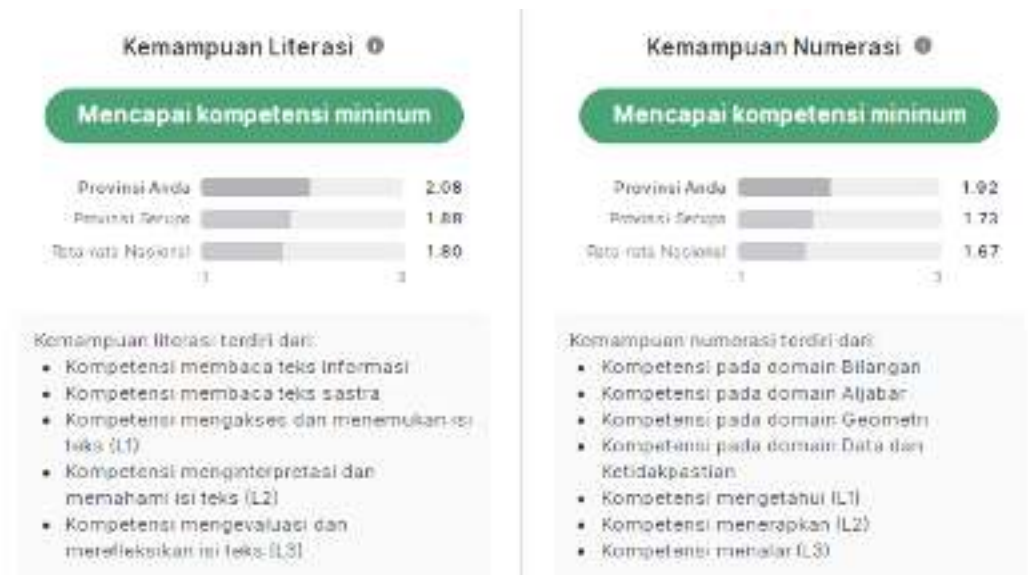 Kemampuan Literasi
Mencapai kompetensi mininum
Provinsi Anda 2.08
Provinsi Serupa 1.88
Rata-rata Nasional 1.80
1 3
Kemampuan literasi terdiri dari:
• Kompetensi membaca teks informasi
• Kompetensi membaca teks sastra
• Kompetensi mengakses dan menemukan isi
teks (L1)
• Kompetensi menginterpretasi dan
memahami isi teks (L2)
• Kompetensi mengevaluasi dan
merefleksikan isi teks (L3)
Kemampuan Numerasi
Mencapai kompetensi mininum
Provinsi Anda 1.92
Provinsi Serupa 1.73
Rata-rata Nasional 1.67
1 3
Kemampuan numerasi terdiri dari:
• Kompetensi pada domain Bilangan
• Kompetensi pada domain Aljabar
• Kompetensi pada domain Geometri
• Kompetensi pada domain Data dan
Ketidakpastian
• Kompetensi mengetahui (L1)
• Kompetensi menerapkan (L2)
• Kompetensi menalar (L3)